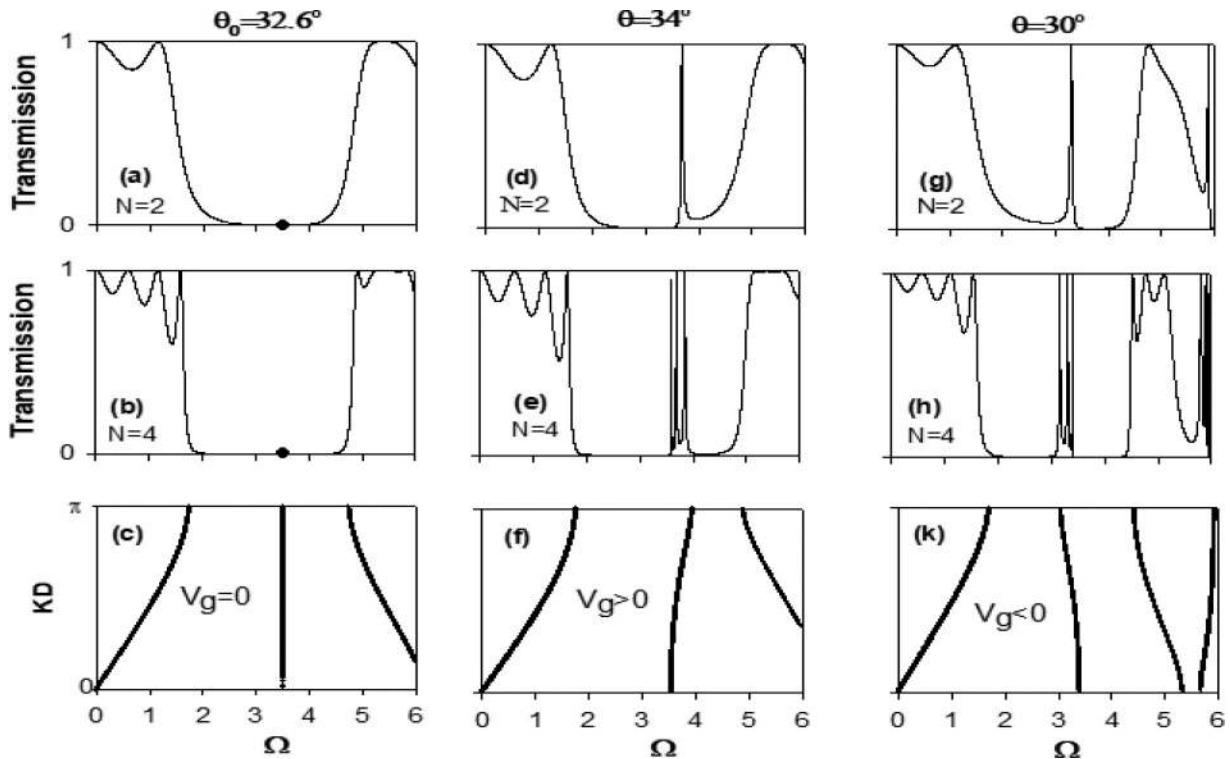 θ₀=32.6° θ=34° θ=30°
Transmission
1
0
(a)
N=2
(d)
N=2
(g)
N=2
Transmission
1
0
(b)
N=4
(e)
N=4
(h)
N=4
KD
π
0
(c)
Vg=0
(f)
Vg>0
(k)
Vg<0
0 1 2 3 4 5 6
0 1 2 3 4 5 6
0 1 2 3 4 5 6
Ω Ω Ω